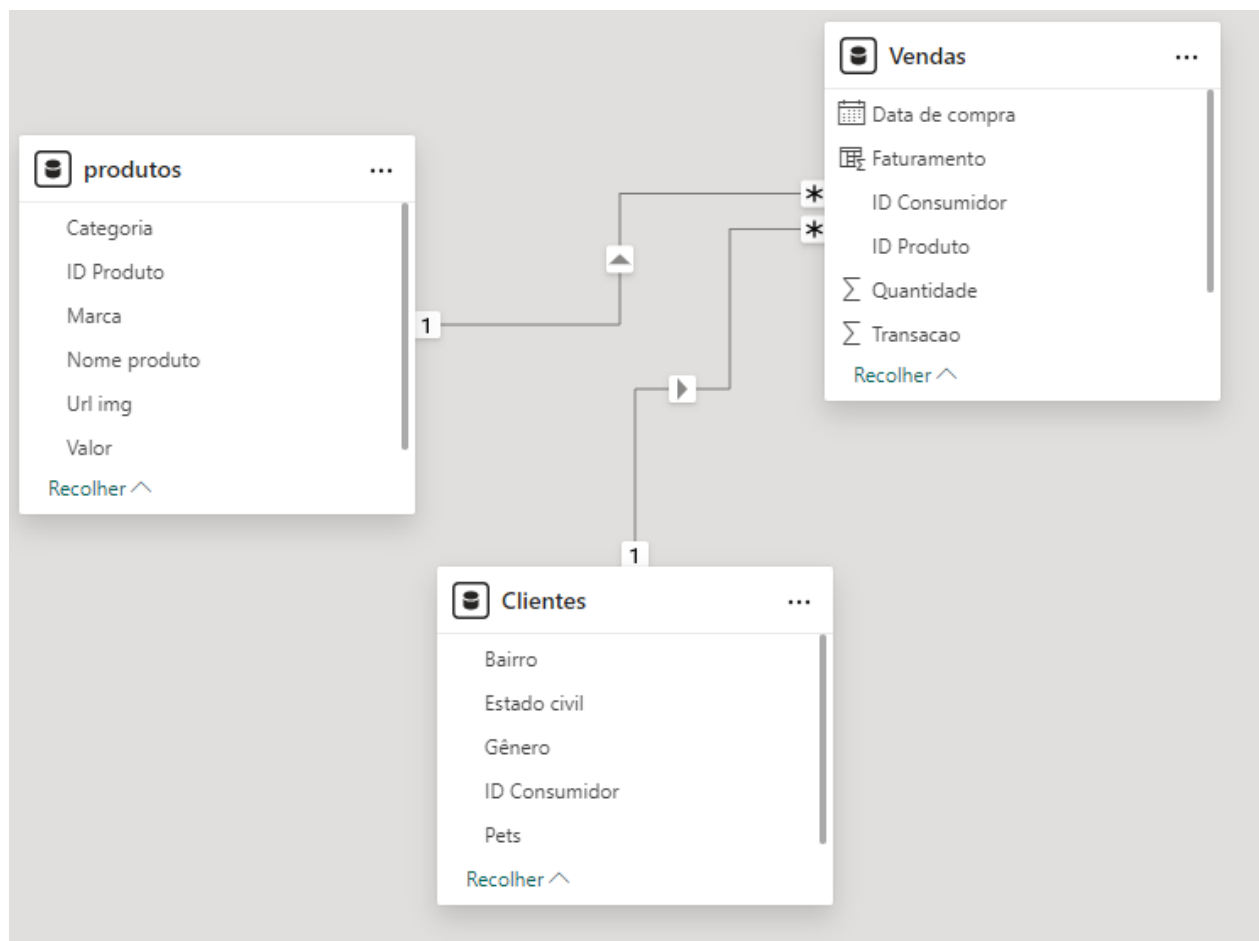 Vendas
...
Data de compra
Faturamento
ID Consumidor
ID Produto
Quantidade
Transacao
Recolher
produtos
...
Categoria
ID Produto
Marca
Nome produto
Url img
Valor
Recolher
*
*
1
1
Clientes
...
Bairro
Estado civil
Gênero
ID Consumidor
Pets
Recolher